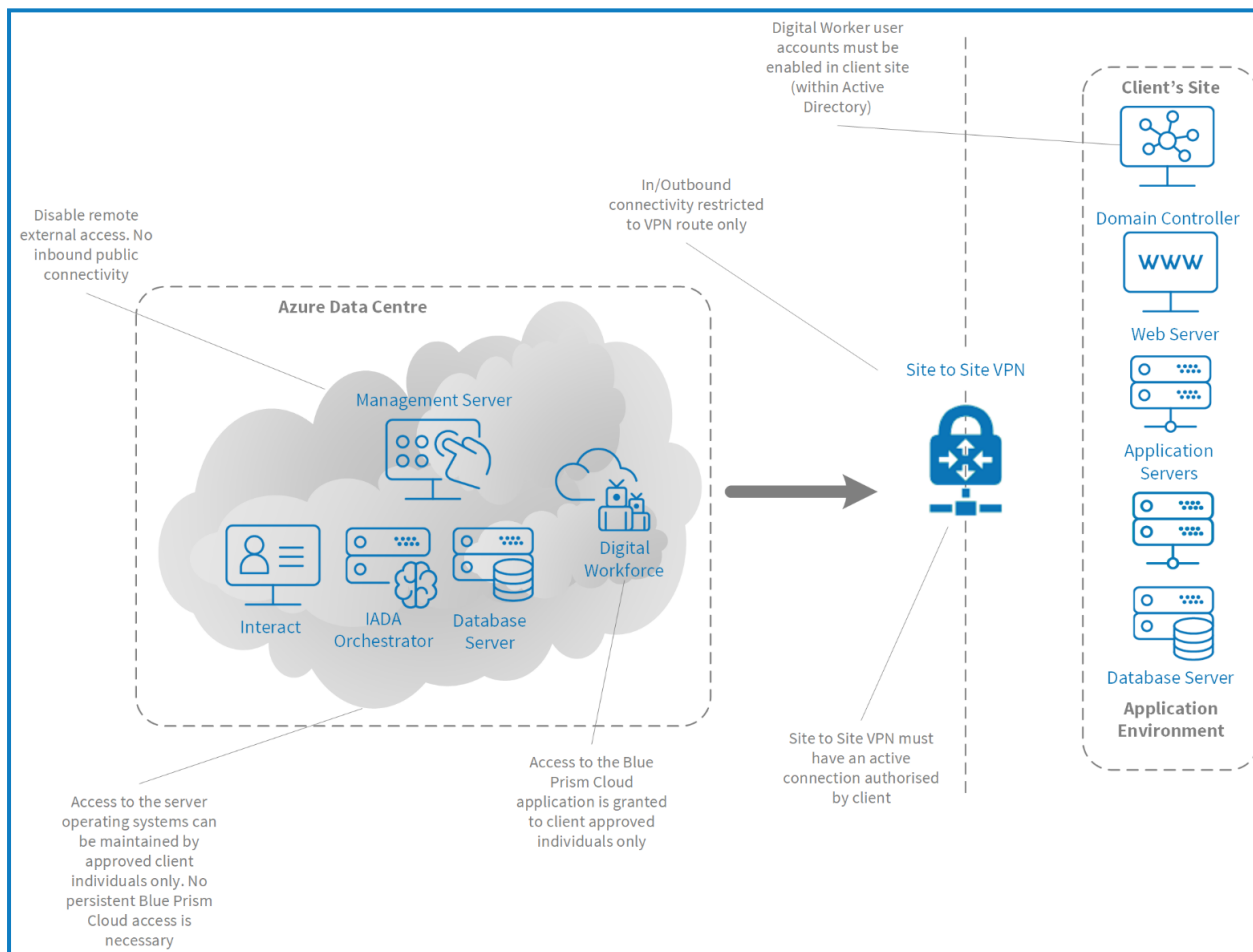 Digital Worker user
accounts must be
enabled in client site
(within Active
Directory)
Client's Site
Domain Controller
WWW
Web Server
Application
Servers
Database Server
Application
Environment
In/Outbound
connectivity restricted
to VPN route only
Disable remote
external access. No
inbound public
connectivity
Azure Data Centre
Management Server
Interact
IADA
Orchestrator
Database
Server
Digital
Workforce
Site to Site VPN
Site to Site VPN must
have an active
connection authorised
by client
Access to the Blue
Prism Cloud
application is granted
to client approved
individuals only
Access to the server
operating systems can
be maintained by
approved client
individuals only. No
persistent Blue Prism
Cloud access is
necessary